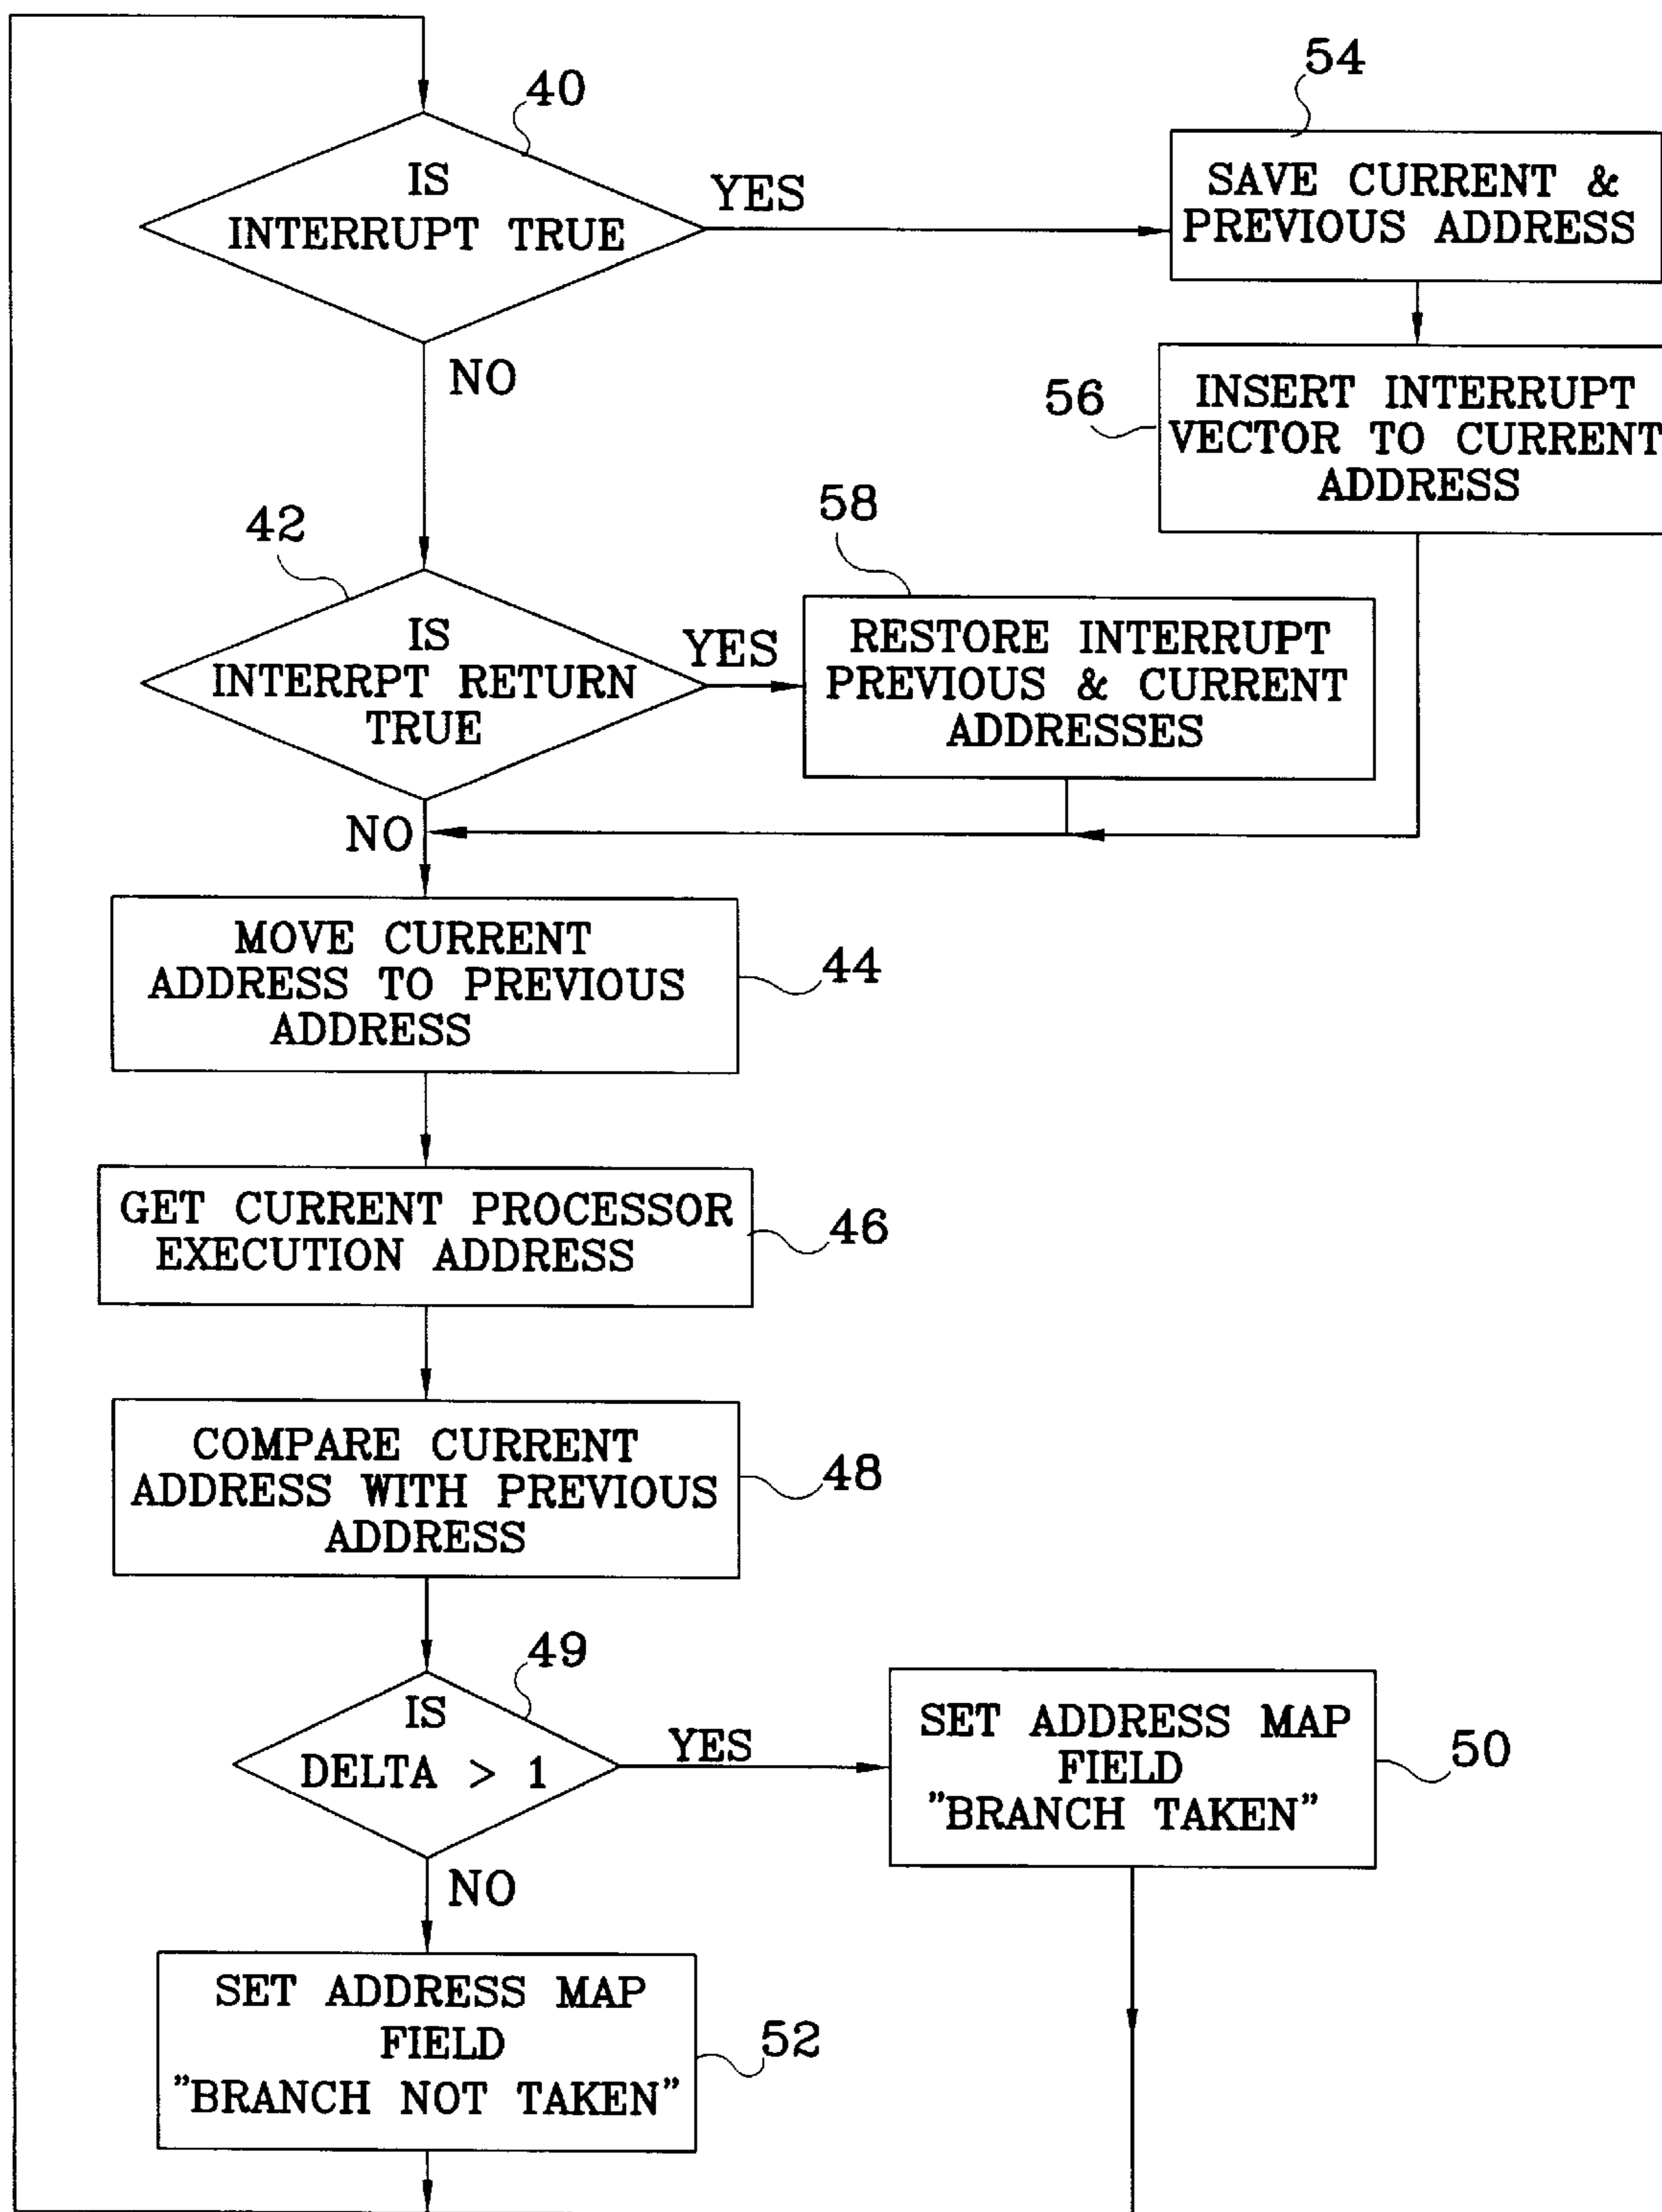 40
IS
INTERRUPT TRUE
YES
54
SAVE CURRENT &
PREVIOUS ADDRESS
NO
56
INSERT INTERRUPT
VECTOR TO CURRENT
ADDRESS
42
IS
INTERRPT RETURN
TRUE
YES
58
RESTORE INTERRUPT
PREVIOUS & CURRENT
ADDRESSES
NO
MOVE CURRENT
ADDRESS TO PREVIOUS
ADDRESS
44
GET CURRENT PROCESSOR
EXECUTION ADDRESS
46
COMPARE CURRENT
ADDRESS WITH PREVIOUS
ADDRESS
48
49
IS
DELTA > 1
YES
SET ADDRESS MAP
FIELD
"BRANCH TAKEN"
50
NO
SET ADDRESS MAP
FIELD
"BRANCH NOT TAKEN"
52